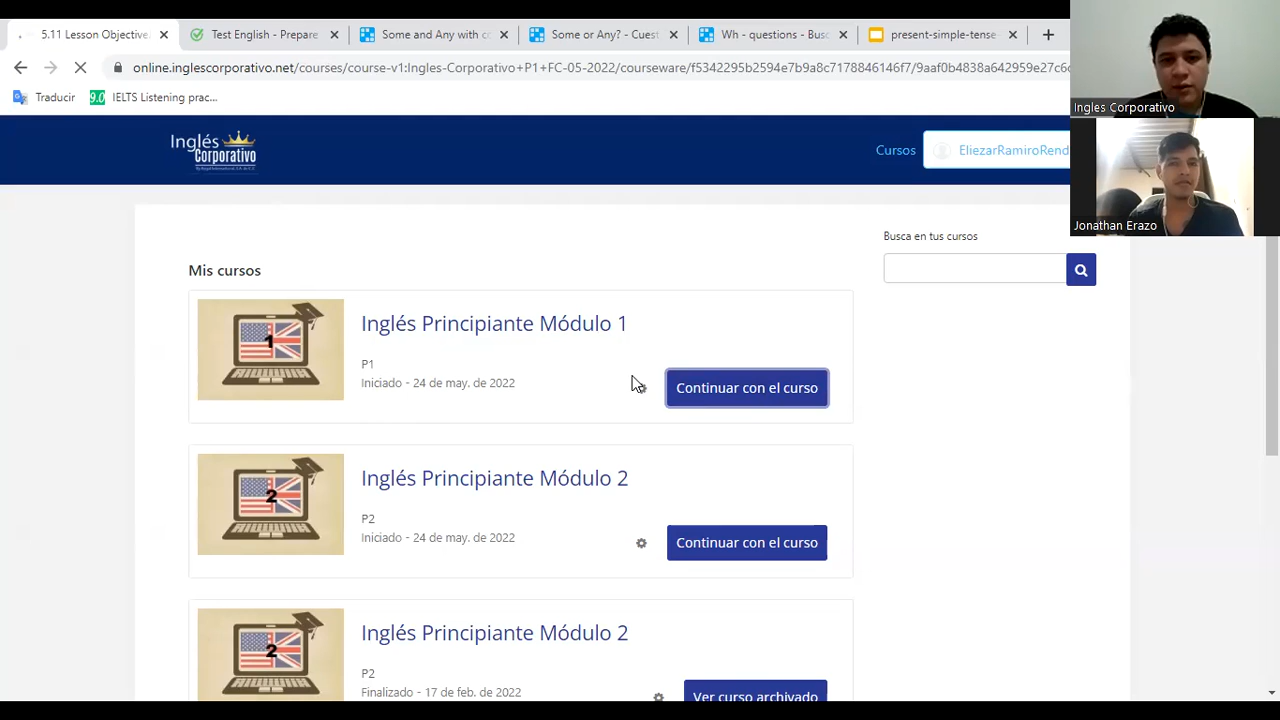 5.11 Lesson Objective
Test English - Prepare
Some and Any with c
Some or Any? - Cuest
Wh - questions - Busc
present-simple-tense
online.inglescorporativo.net/courses/course-v1:Ingles-Corporativo+P1+FC-05-2022/courseware/f5342295b2594e7b9a8c7178846146f7/9aaf0b4838a642959e27c6
Traducir
9.0 IELTS Listening prac...
Ingles Corporativo
Inglés
Corporativo
Cursos
EliezarRamiroRend
Jonathan Erazo
Busca en tus cursos
Mis cursos
1
Inglés Principiante Módulo 1
P1
Iniciado - 24 de may. de 2022
Continuar con el curso
2
Inglés Principiante Módulo 2
P2
Iniciado - 24 de may. de 2022
Continuar con el curso
2
Inglés Principiante Módulo 2
P2
Finalizado - 17 de feb. de 2022
Ver curso archivado